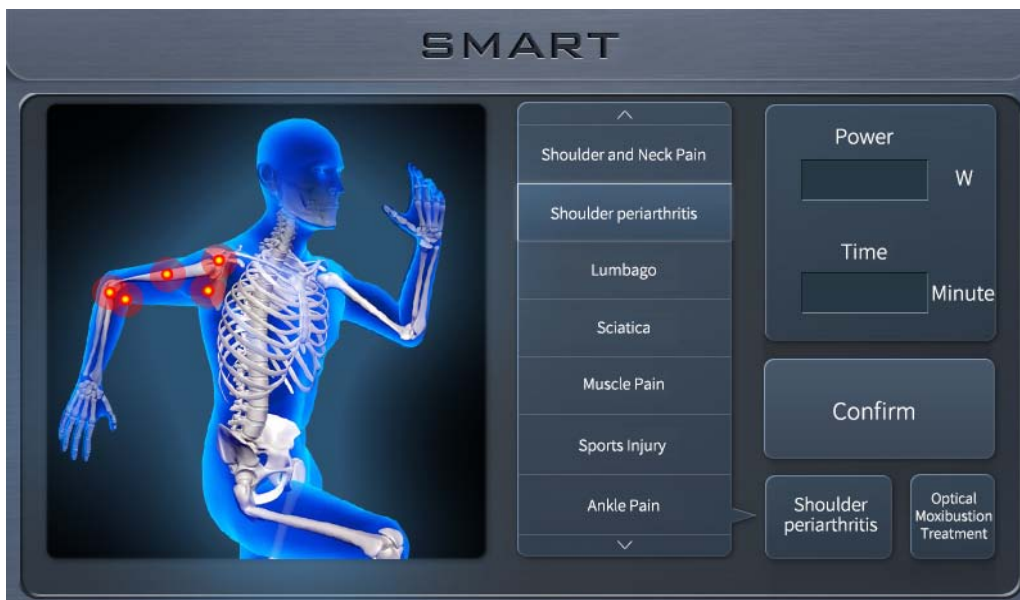 SMART
Shoulder and Neck Pain
Shoulder periarthritis
Lumbago
Sciatica
Muscle Pain
Sports Injury
Ankle Pain
Power
W
Time
Minute
Confirm
Shoulder
periarthritis
Optical
Moxibustion
Treatment